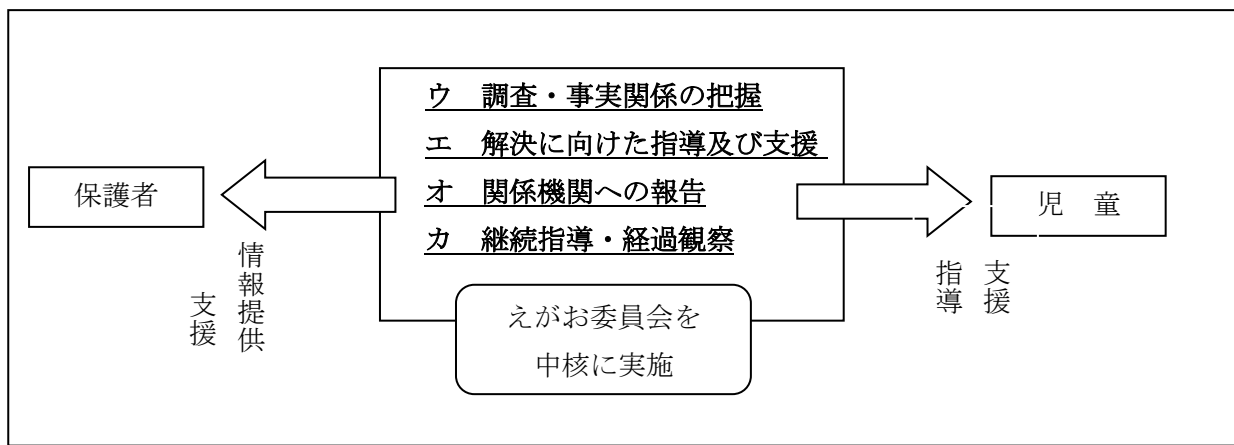 ウ 調査・事実関係の把握
エ 解決に向けた指導及び支援
オ 関係機関への報告
カ 継続指導・経過観察
保護者
児 童
情報提供
支援
支援
指導
えがお委員会を
中核に実施